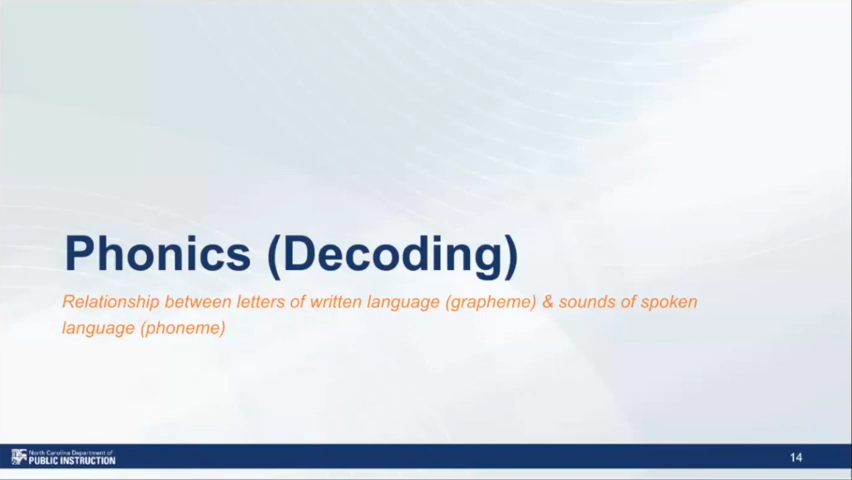 Phonics (Decoding)
Relationship between letters of written language (grapheme) & sounds of spoken
language (phoneme)
North Carolina Department of
PUBLIC INSTRUCTION
14